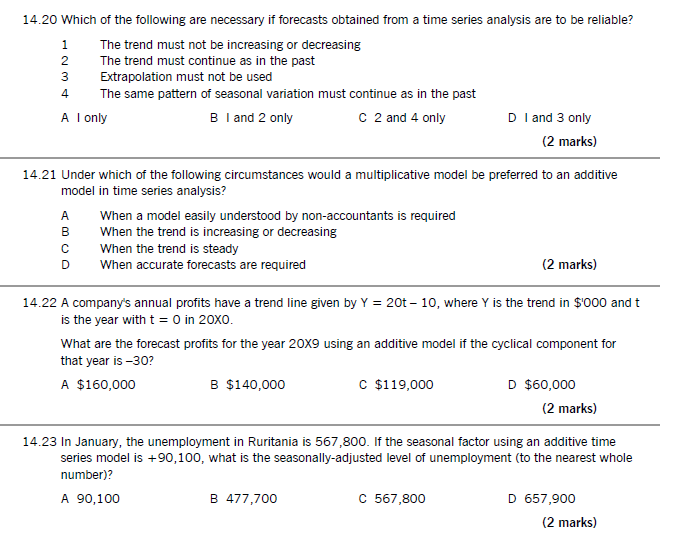 14.20 Which of the following are necessary if forecasts obtained from a time series analysis are to be reliable?
1 The trend must not be increasing or decreasing
2 The trend must continue as in the past
3 Extrapolation must not be used
4 The same pattern of seasonal variation must continue as in the past
A I only B I and 2 only C 2 and 4 only D I and 3 only
(2 marks)
14.21 Under which of the following circumstances would a multiplicative model be preferred to an additive
model in time series analysis?
A When a model easily understood by non-accountants is required
B When the trend is increasing or decreasing
C When the trend is steady
D When accurate forecasts are required (2 marks)
14.22 A company's annual profits have a trend line given by Y = 20t – 10, where Y is the trend in $'000 and t
is the year with t = 0 in 20X0.
What are the forecast profits for the year 20X9 using an additive model if the cyclical component for
that year is –30?
A $160,000 B $140,000 C $119,000 D $60,000
(2 marks)
14.23 In January, the unemployment in Ruritania is 567,800. If the seasonal factor using an additive time
series model is +90,100, what is the seasonally-adjusted level of unemployment (to the nearest whole
number)?
A 90,100 B 477,700 C 567,800 D 657,900
(2 marks)